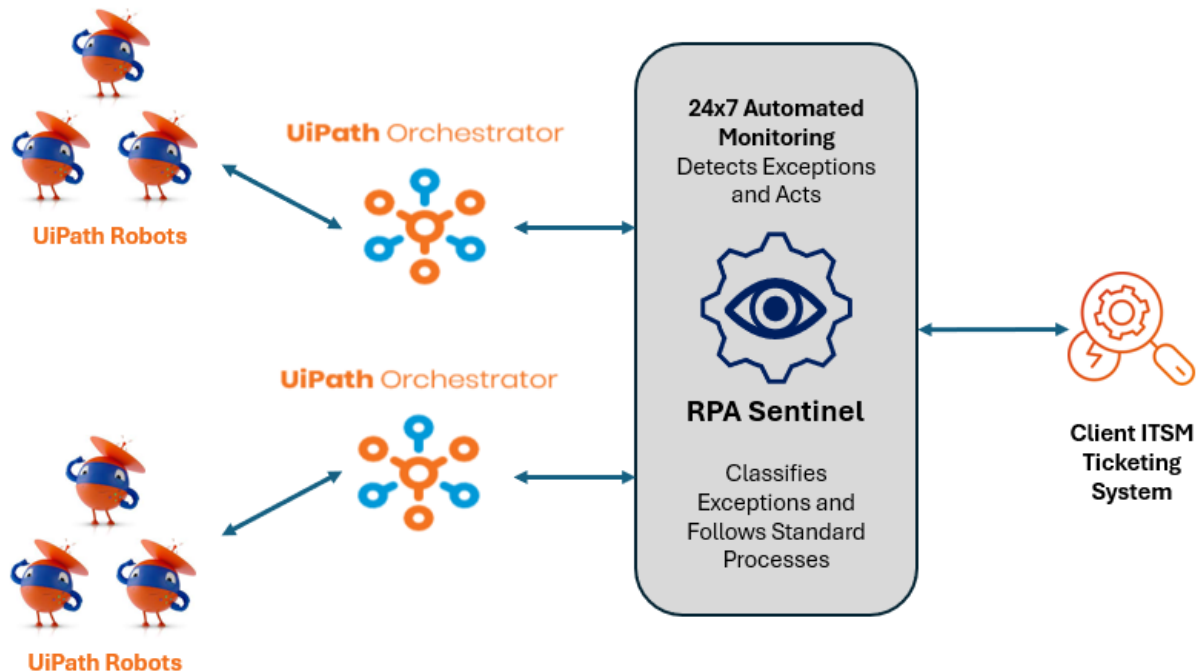 UiPath Orchestrator
UiPath Robots
UiPath Orchestrator
UiPath Robots
24x7 Automated
Monitoring
Detects Exceptions
and Acts
RPA Sentinel
Classifies
Exceptions and
Follows Standard
Processes
Client ITSM
Ticketing
System